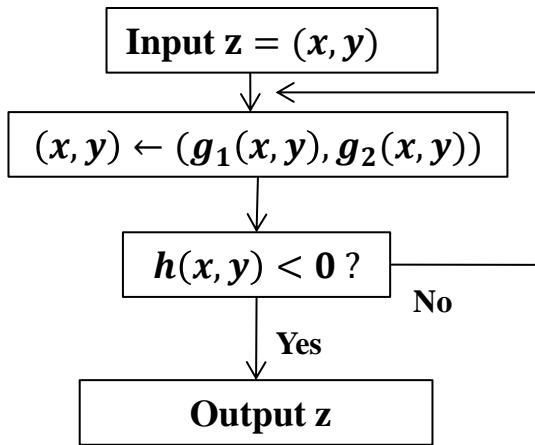 Input z = (x, y)
(x, y) ← (g₁(x, y), g₂(x, y))
h(x, y) < 0 ?
No
Yes
Output z